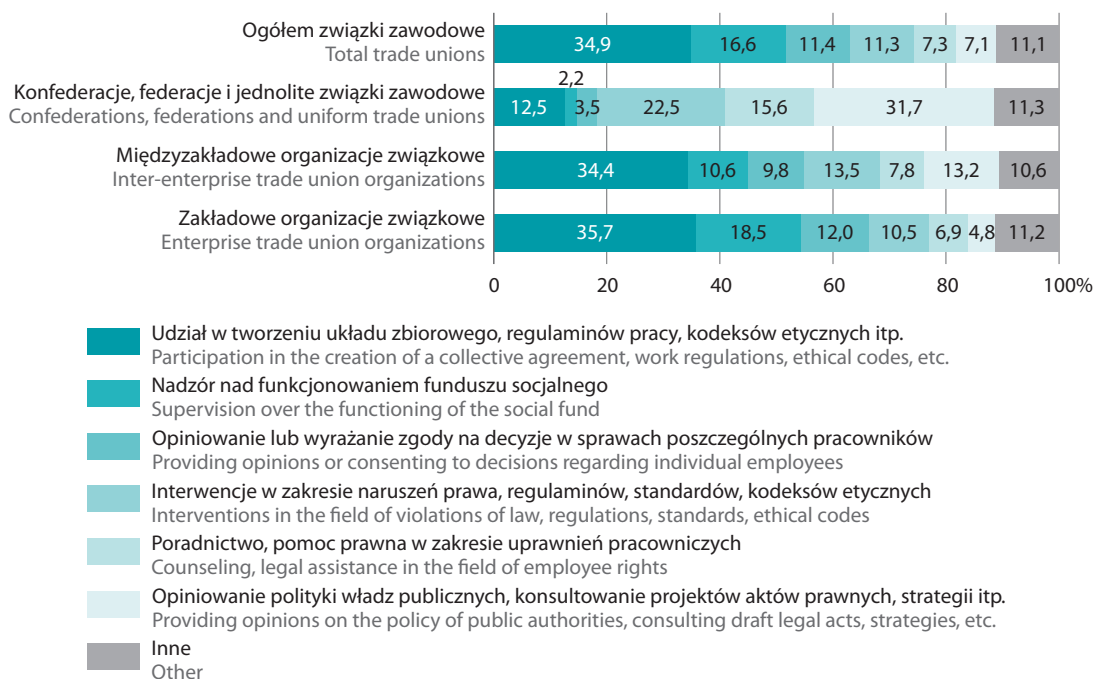 Ogółem związki zawodowe
Total trade unions
34,9 16,6 11,4 11,3 7,3 7,1 11,1
2,2
Konfederacje, federacje i jednolite związki zawodowe
Confederations, federations and uniform trade unions
12,5 3,5 22,5 15,6 31,7 11,3
Międzyzakładowe organizacje związkowe
Inter-enterprise trade union organizations
34,4 10,6 9,8 13,5 7,8 13,2 10,6
Zakładowe organizacje związkowe
Enterprise trade union organizations
35,7 18,5 12,0 10,5 6,9 4,8 11,2
0 20 40 60 80 100%
Udział w tworzeniu układu zbiorowego, regulaminów pracy, kodeksów etycznych itp.
Participation in the creation of a collective agreement, work regulations, ethical codes, etc.
Nadzór nad funkcjonowaniem funduszu socjalnego
Supervision over the functioning of the social fund
Opiniowanie lub wyrażanie zgody na decyzje w sprawach poszczególnych pracowników
Providing opinions or consenting to decisions regarding individual employees
Interwencje w zakresie naruszeń prawa, regulaminów, standardów, kodeksów etycznych
Interventions in the field of violations of law, regulations, standards, ethical codes
Poradnictwo, pomoc prawna w zakresie uprawnień pracowniczych
Counseling, legal assistance in the field of employee rights
Opiniowanie polityki władz publicznych, konsultowanie projektów aktów prawnych, strategii itp.
Providing opinions on the policy of public authorities, consulting draft legal acts, strategies, etc.
Inne
Other